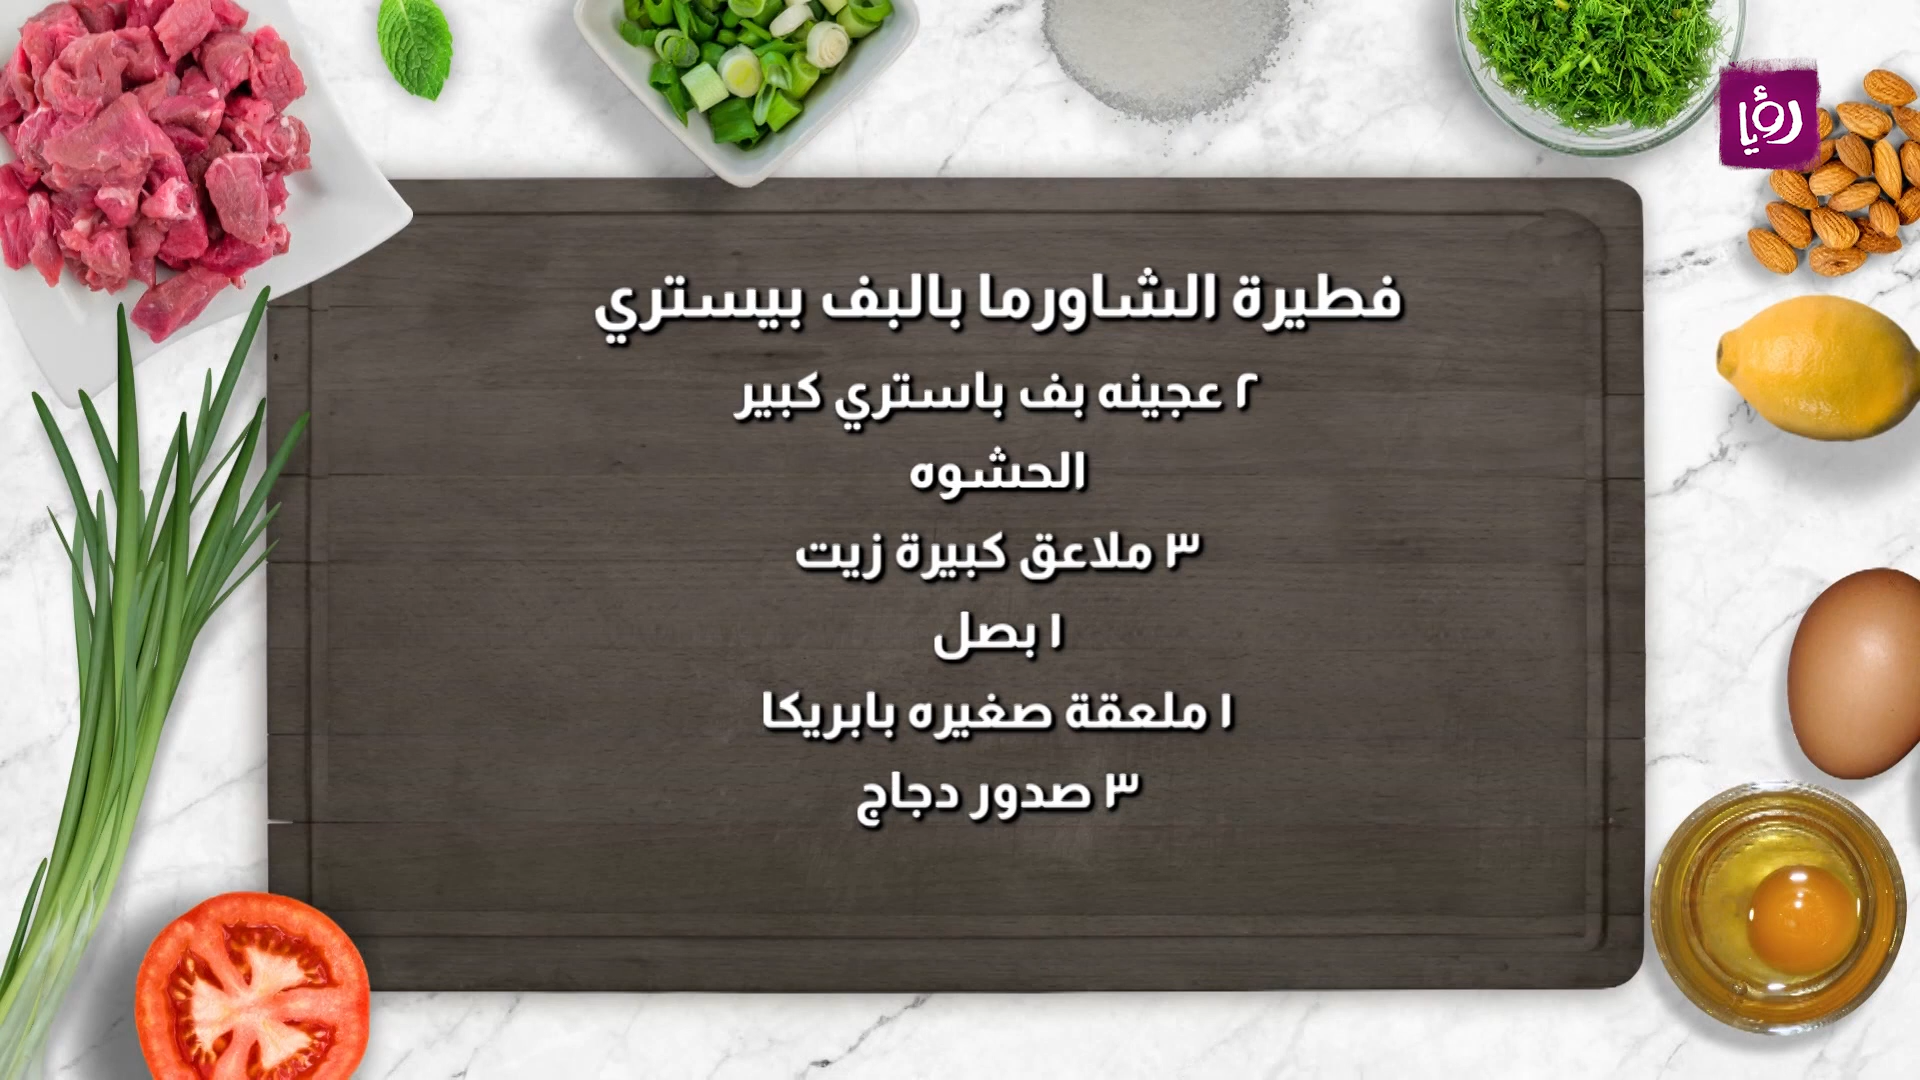 رؤيا
فطيرة الشاورما بالبف بيستري
٢ عجينه بف باستري كبير
الحشوه
٣ ملاعق كبيرة زيت
١ بصل
١ ملعقة صغيره بابريكا
٣ صدور دجاج